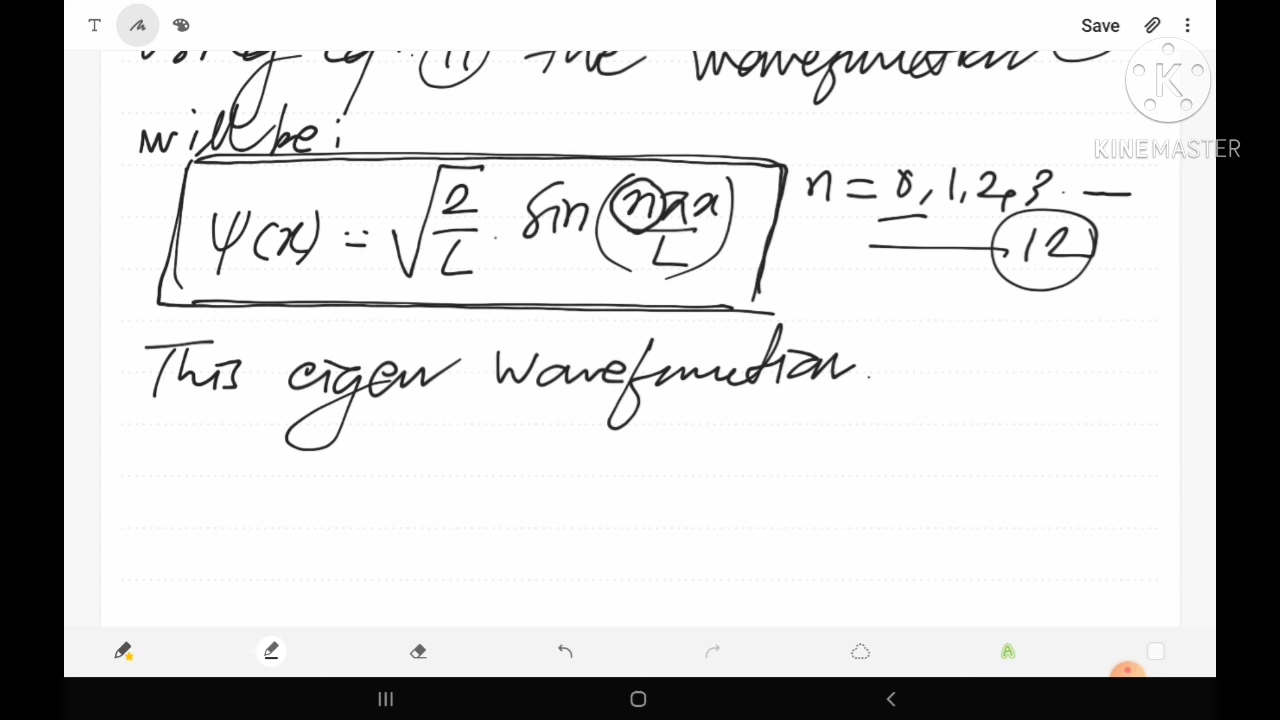 T
Save
the wavefunction
K
will be:
KINEMASTER
ψ(x) = √2/L . sin(nπx/L) n = 0, 1, 2, 3 . —
12
This eigen wavefunction.
A